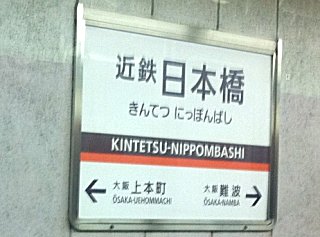 近鉄日本橋
きんてつ にっぽんばし
KINTETSU-NIPPOMBASHI
← 大阪上本町 大阪難波 →
ŌSAKA-UEHOMMACHI ŌSAKA-NAMBA